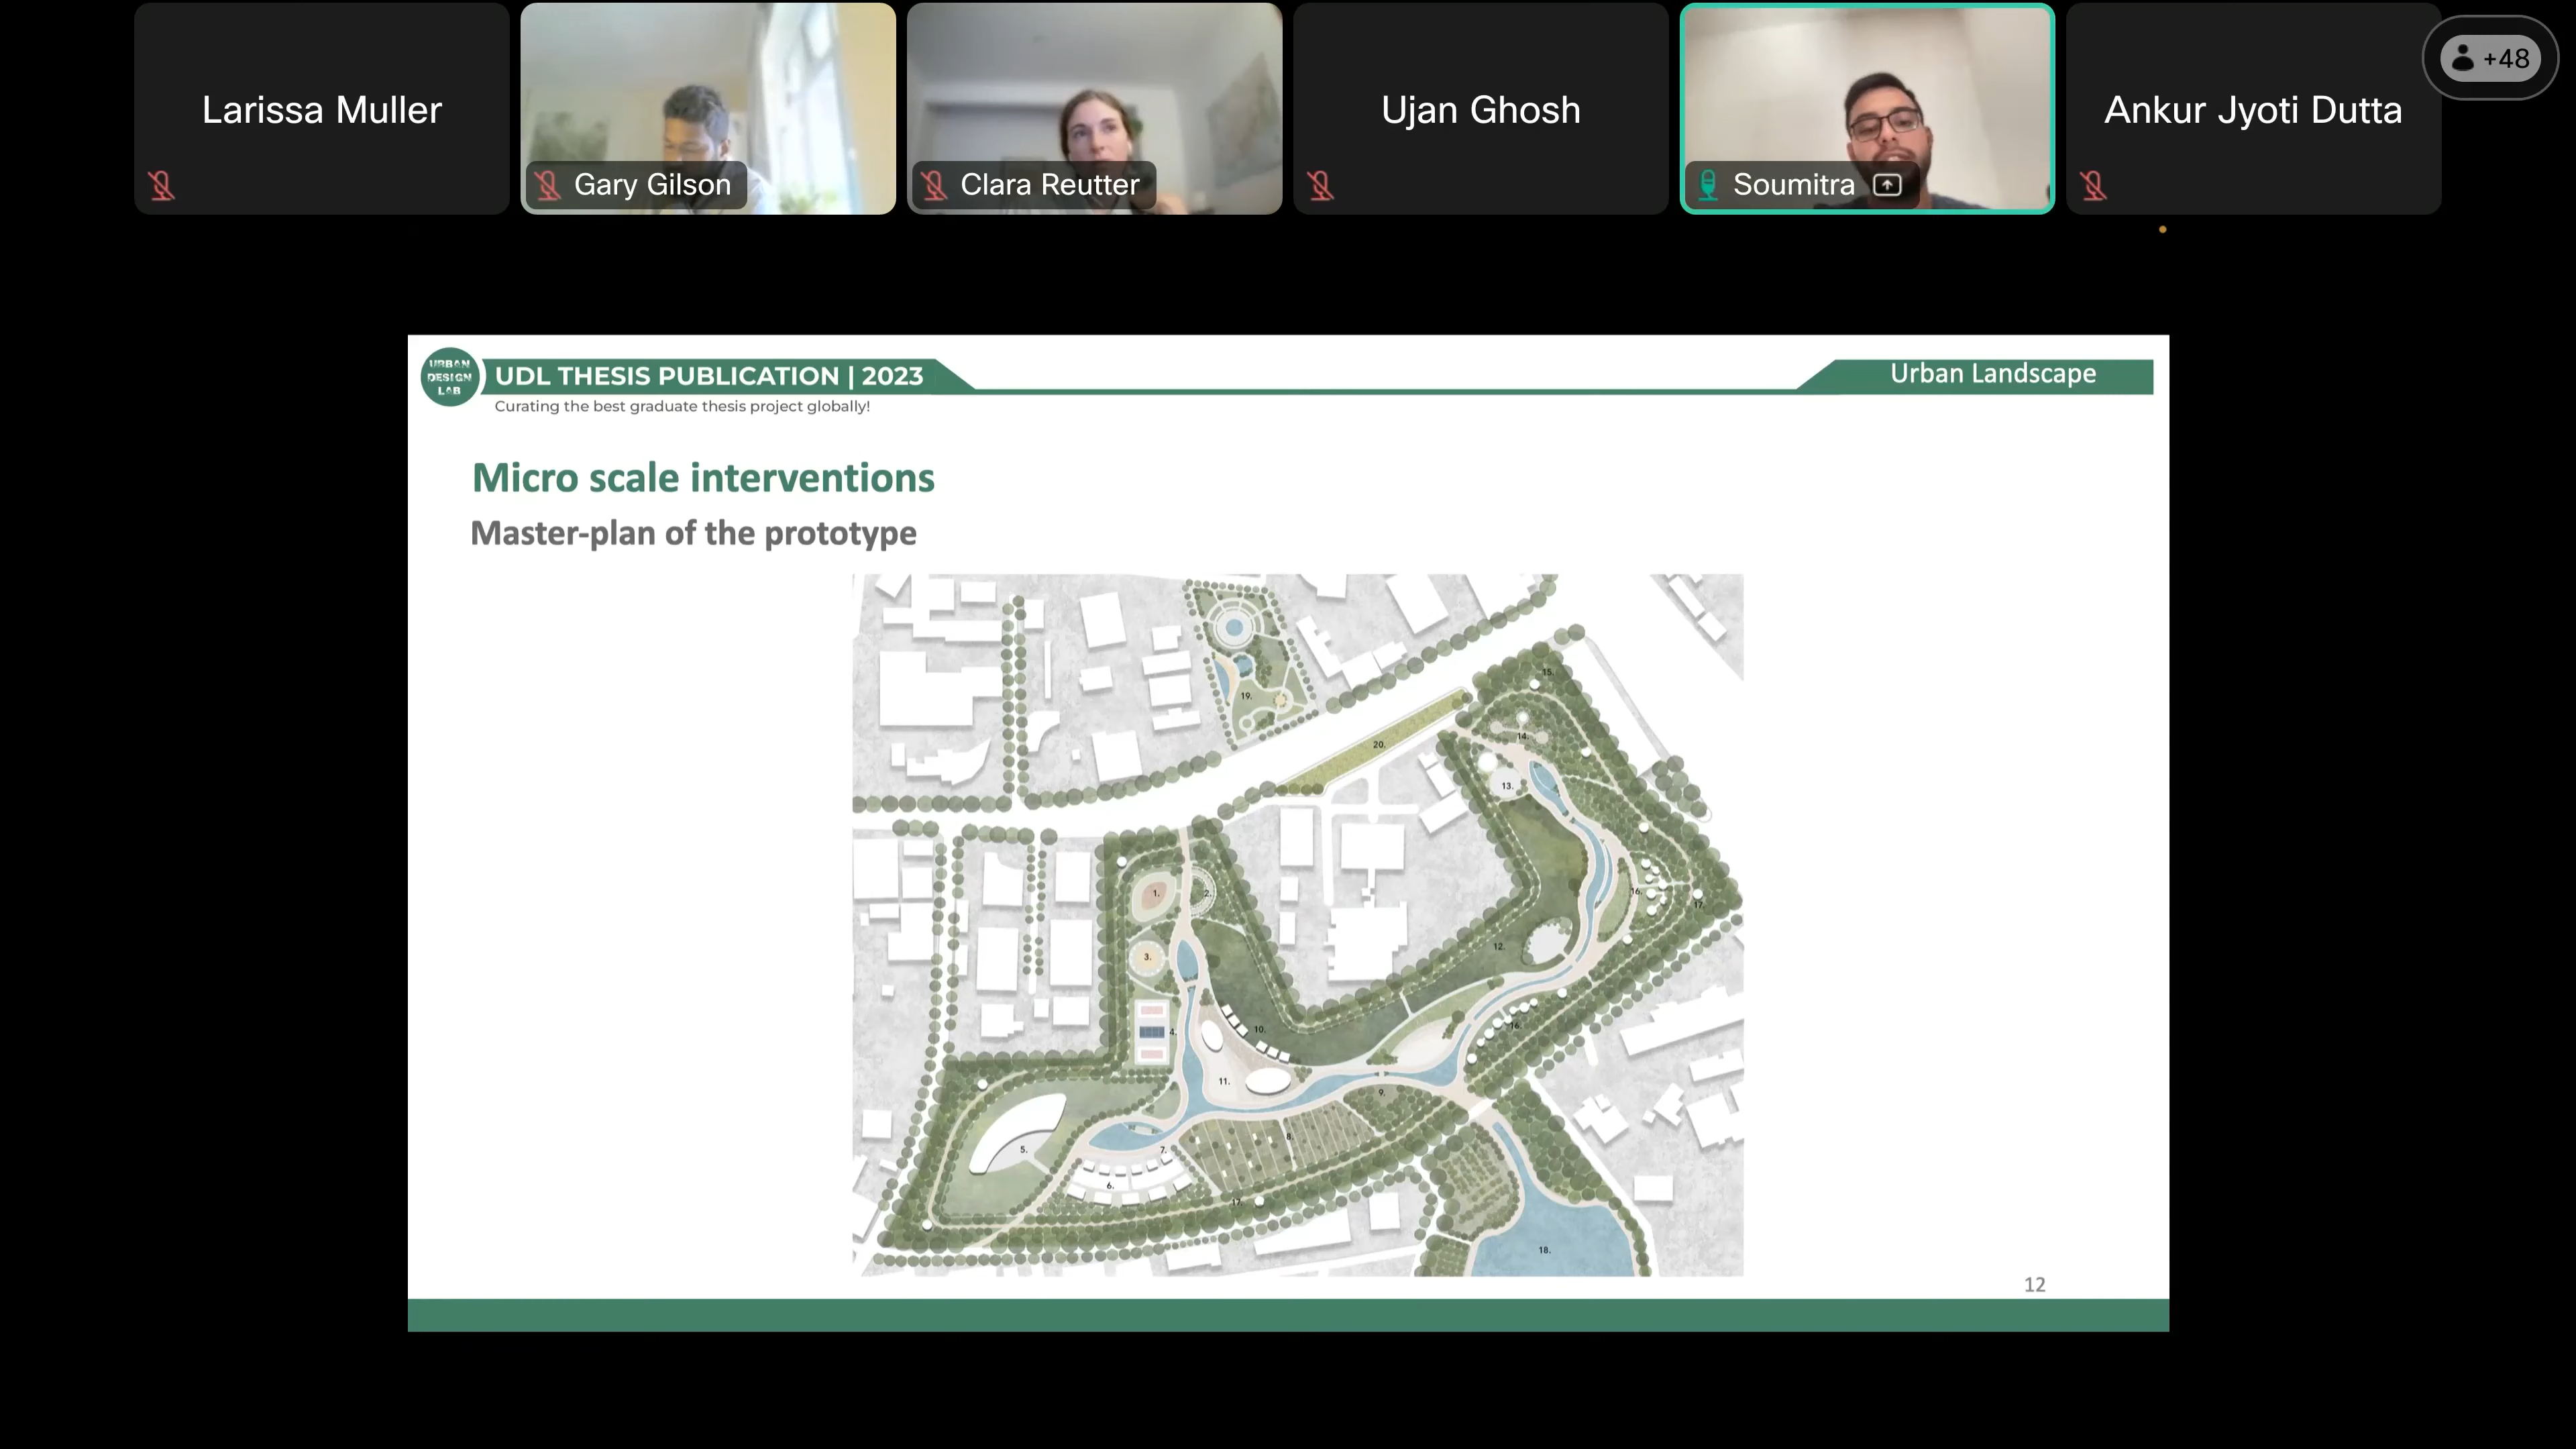 Larissa Muller
Gary Gilson
Clara Reutter
Ujan Ghosh
Soumitra
Ankur Jyoti Dutta
+48
URBAN
DESIGN
LAB
UDL THESIS PUBLICATION | 2023
Curating the best graduate thesis project globally!
Urban Landscape
Micro scale interventions
Master-plan of the prototype
15.
19.
14.
20.
13.
1.
2.
16.
17.
12.
3.
10.
16.
4.
11.
9.
8.
5.
7.
6.
17.
18.
12